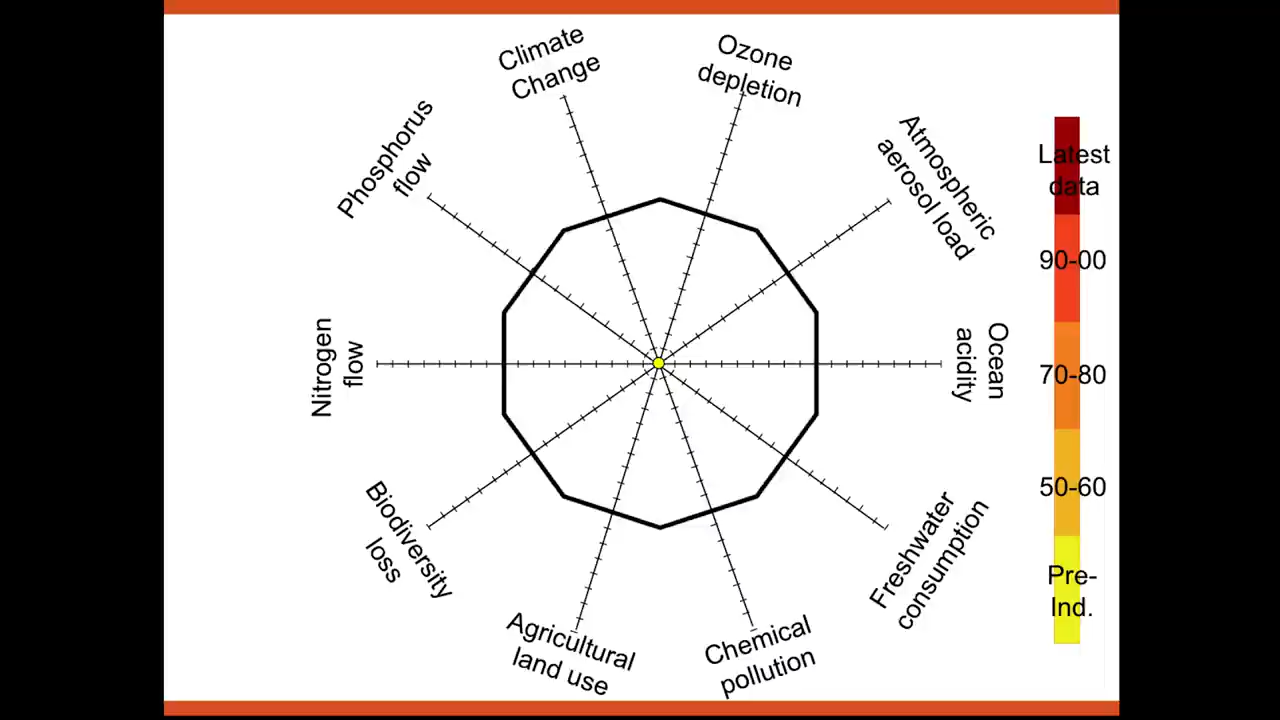 Climate
Change
Ozone
depletion
Atmospheric
aerosol load
Ocean
acidity
Freshwater
consumption
Chemical
pollution
Agricultural
land use
Biodiversity
loss
Nitrogen
flow
Phosphorus
flow
Latest
data
90-00
70-80
50-60
Pre-
Ind.